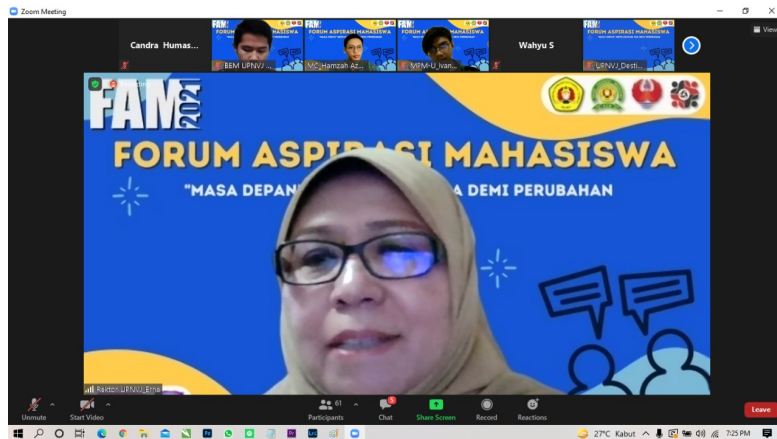 Zoom Meeting
View
Candra Humas...
BEM UPNVJ ...
MC_Hamzah Az...
MPM-U_Ivan...
Wahyu S
UPNVJ_Desti...
FAM 2021
FORUM ASPIRASI MAHASISWA
"MASA DEPAN
A DEMI PERUBAHAN
Rektor UPNVJ_Erna
Unmute
Start Video
61
Participants
5
Chat
Share Screen
Record
Reactions
Leave
27°C Kabut
7:25 PM